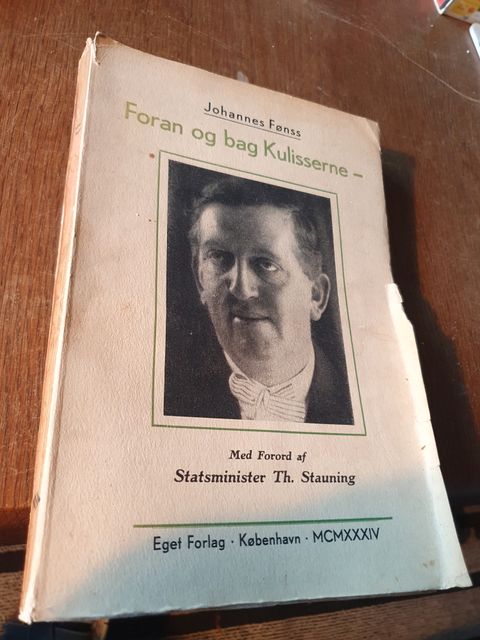 Johannes Fønss
Foran og bag Kulisserne –
Med Forord af
Statsminister Th. Stauning
Eget Forlag · København · MCMXXXIV